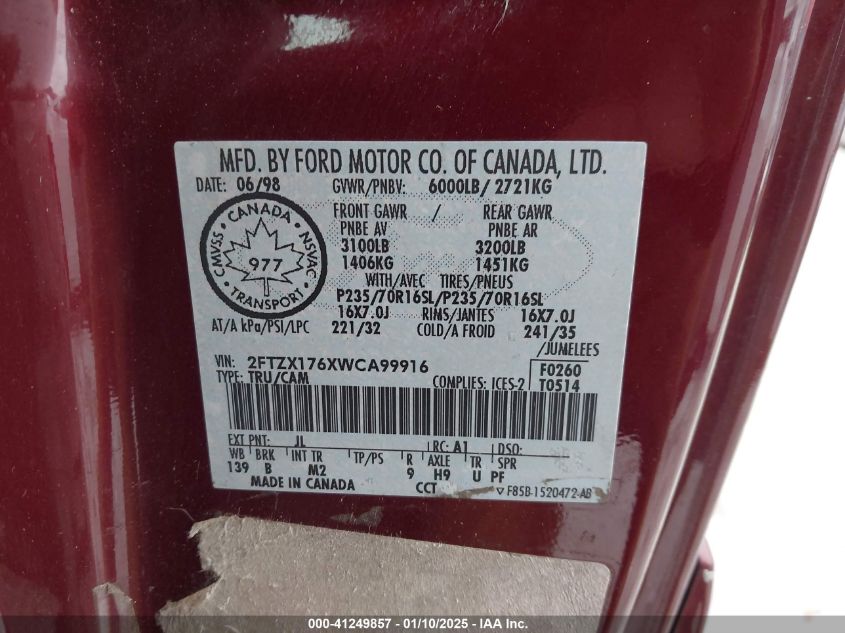 MFD. BY FORD MOTOR CO. OF CANADA, LTD.
DATE: 06/98 GVWR/PNBV: 6000LB/ 2721KG
FRONT GAWR / REAR GAWR
PNBE AV PNBE AR
3100LB 3200LB
1406KG 1451KG
CANADA
CMVSS 977 NSVAC
TRANSPORT
WITH/AVEC TIRES/PNEUS
P235/70R16SL/P235/70R16SL
16X7.0J RIMS/JANTES 16X7.0J
AT/A kPa/PSI/LPC 221/32 COLD/A FROID 241/35
/JUMELEES
VIN: 2FTZX176XWCA99916 F0260
TYPE: TRU/CAM COMPLIES: ICES-2 T0514
EXT PNT: JL RC: A1 DSO:
WB BRK INT TR TP/PS R AXLE TR SPR
139 B M2 9 H9 U PF
MADE IN CANADA CCT ▽ F85B-1520472-AB
000-41249857 - 01/10/2025 - IAA Inc.